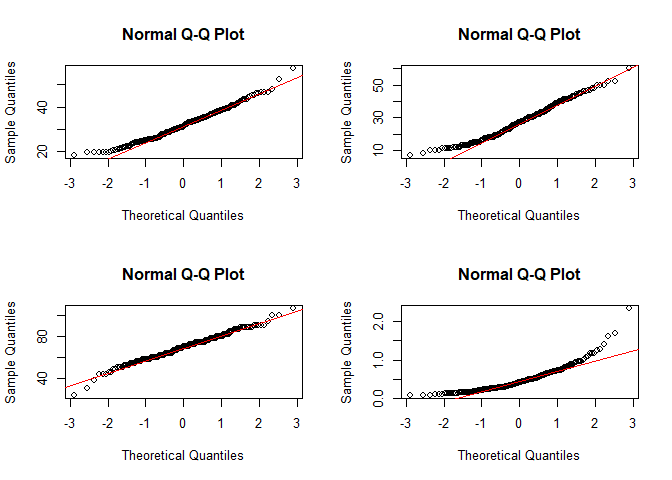 Normal Q-Q Plot
Sample Quantiles
20 40
-3 -2 -1 0 1 2 3
Theoretical Quantiles
Normal Q-Q Plot
Sample Quantiles
10 30 50
-3 -2 -1 0 1 2 3
Theoretical Quantiles
Normal Q-Q Plot
Sample Quantiles
40 80
-3 -2 -1 0 1 2 3
Theoretical Quantiles
Normal Q-Q Plot
Sample Quantiles
0.0 1.0 2.0
-3 -2 -1 0 1 2 3
Theoretical Quantiles